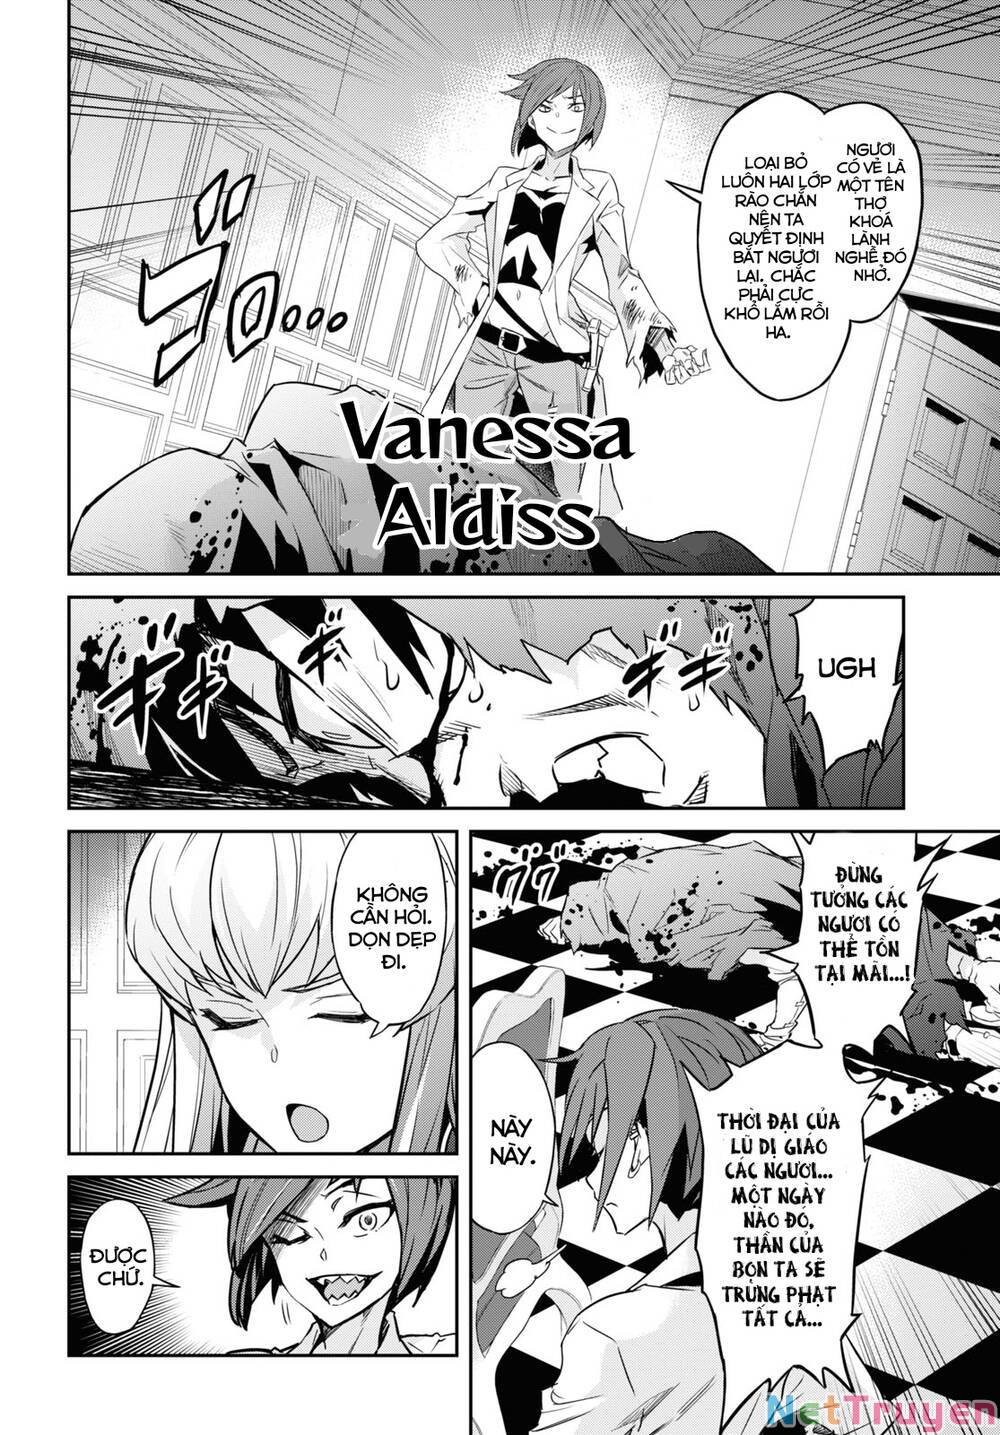 NGƯƠI
CÓ VẺ LÀ
MỘT TÊN
THỢ
KHOÁ
LÀNH
NGHỀ ĐÓ
NHỞ.
LOẠI BỎ
LUÔN HAI LỚP
RÀO CHẮN
NÊN TA
QUYẾT ĐỊNH
BẮT NGƯƠI
LẠI. CHẮC
PHẢI CỰC
KHỔ LẮM RỒI
HA.
ゴロ...
Vanessa
Aldiss
UGH
ギギ
ギギギ
ググ
ĐỪNG
TƯỞNG CÁC
NGƯƠI CÓ
THỂ TỒN
TẠI MÃI...!
THỜI ĐẠI CỦA
LŨ DỊ GIÁO
CÁC NGƯƠI...
MỘT NGÀY
NÀO ĐÓ,
THẦN CỦA
BỌN TA SẼ
TRỪNG PHẠT
TẤT CẢ...
NÀY
NÀY.
KHÔNG
CẦN HỎI.
DỌN DẸP
ĐI.
ĐƯỢC
CHỨ.
NetTruyen